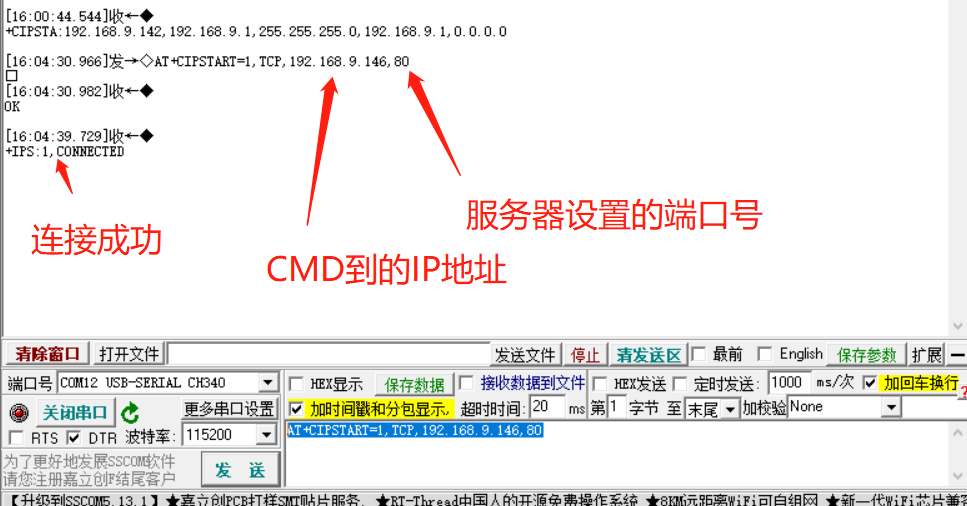 [16:00:44.544]收←◆
+CIPSTA:192.168.9.142,192.168.9.1,255.255.255.0,192.168.9.1,0.0.0.0
[16:04:30.966]发→◇AT+CIPSTART=1,TCP,192.168.9.146,80
□
[16:04:30.982]收←◆
OK
[16:04:39.729]收←◆
+IPS:1,CONNECTED
连接成功
服务器设置的端口号
CMD到的IP地址
清除窗口 打开文件 发送文件 停止 清发送区 最前 English 保存参数 扩展 —
端口号 COM12 USB-SERIAL CH340 HEX显示 保存数据 接收数据到文件 HEX发送 定时发送: 1000 ms/次 加回车换行
关闭串口 更多串口设置 加时间戳和分包显示, 超时时间: 20 ms 第1 字节 至 末尾 加校验 None
RTS DTR 波特率: 115200
AT+CIPSTART=1,TCP,192.168.9.146,80
为了更好地发展SSCOM软件
请您注册嘉立创F结尾客户
发 送
【升级到SSCOM5.13.1】★嘉立创PCB打样SMT贴片服务. ★RT-Thread中国人的开源免费操作系统 ★8KM远距离WiFi可自组网 ★新一代WiFi芯片兼容